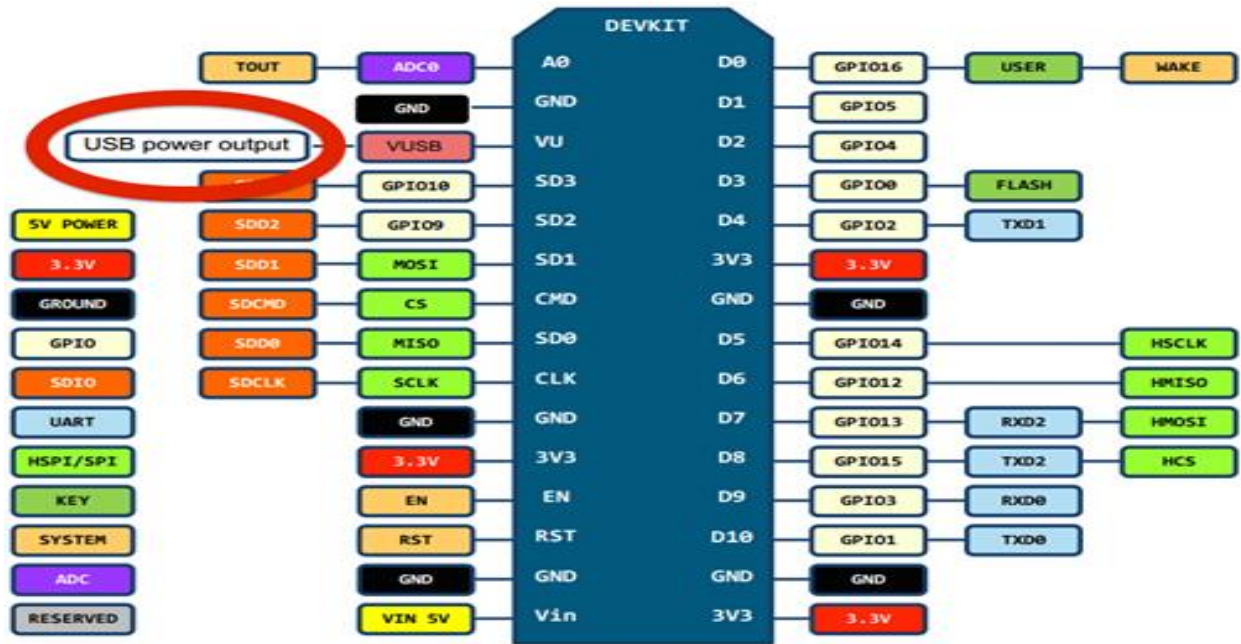 DEVKIT
TOUT ADC0 A0 D0 GPIO16 USER WAKE
GND GND D1 GPIO5
USB power output VUSB VU D2 GPIO4
GPIO10 SD3 D3 GPIO0 FLASH
5V POWER SDD2 GPIO9 SD2 D4 GPIO2 TXD1
3.3V SDD1 MOSI SD1 3V3 3.3V
GROUND SDCMD CS CMD GND GND
GPIO SDD0 MISO SD0 D5 GPIO14 HSCLK
SDIO SDCLK SCLK CLK D6 GPIO12 HMISO
UART GND GND D7 GPIO13 RXD2 HMOSI
HSPI/SPI 3.3V 3V3 D8 GPIO15 TXD2 HCS
KEY EN EN D9 GPIO3 RXD0
SYSTEM RST RST D10 GPIO1 TXD0
ADC GND GND GND GND
RESERVED VIN 5V Vin 3V3 3.3V